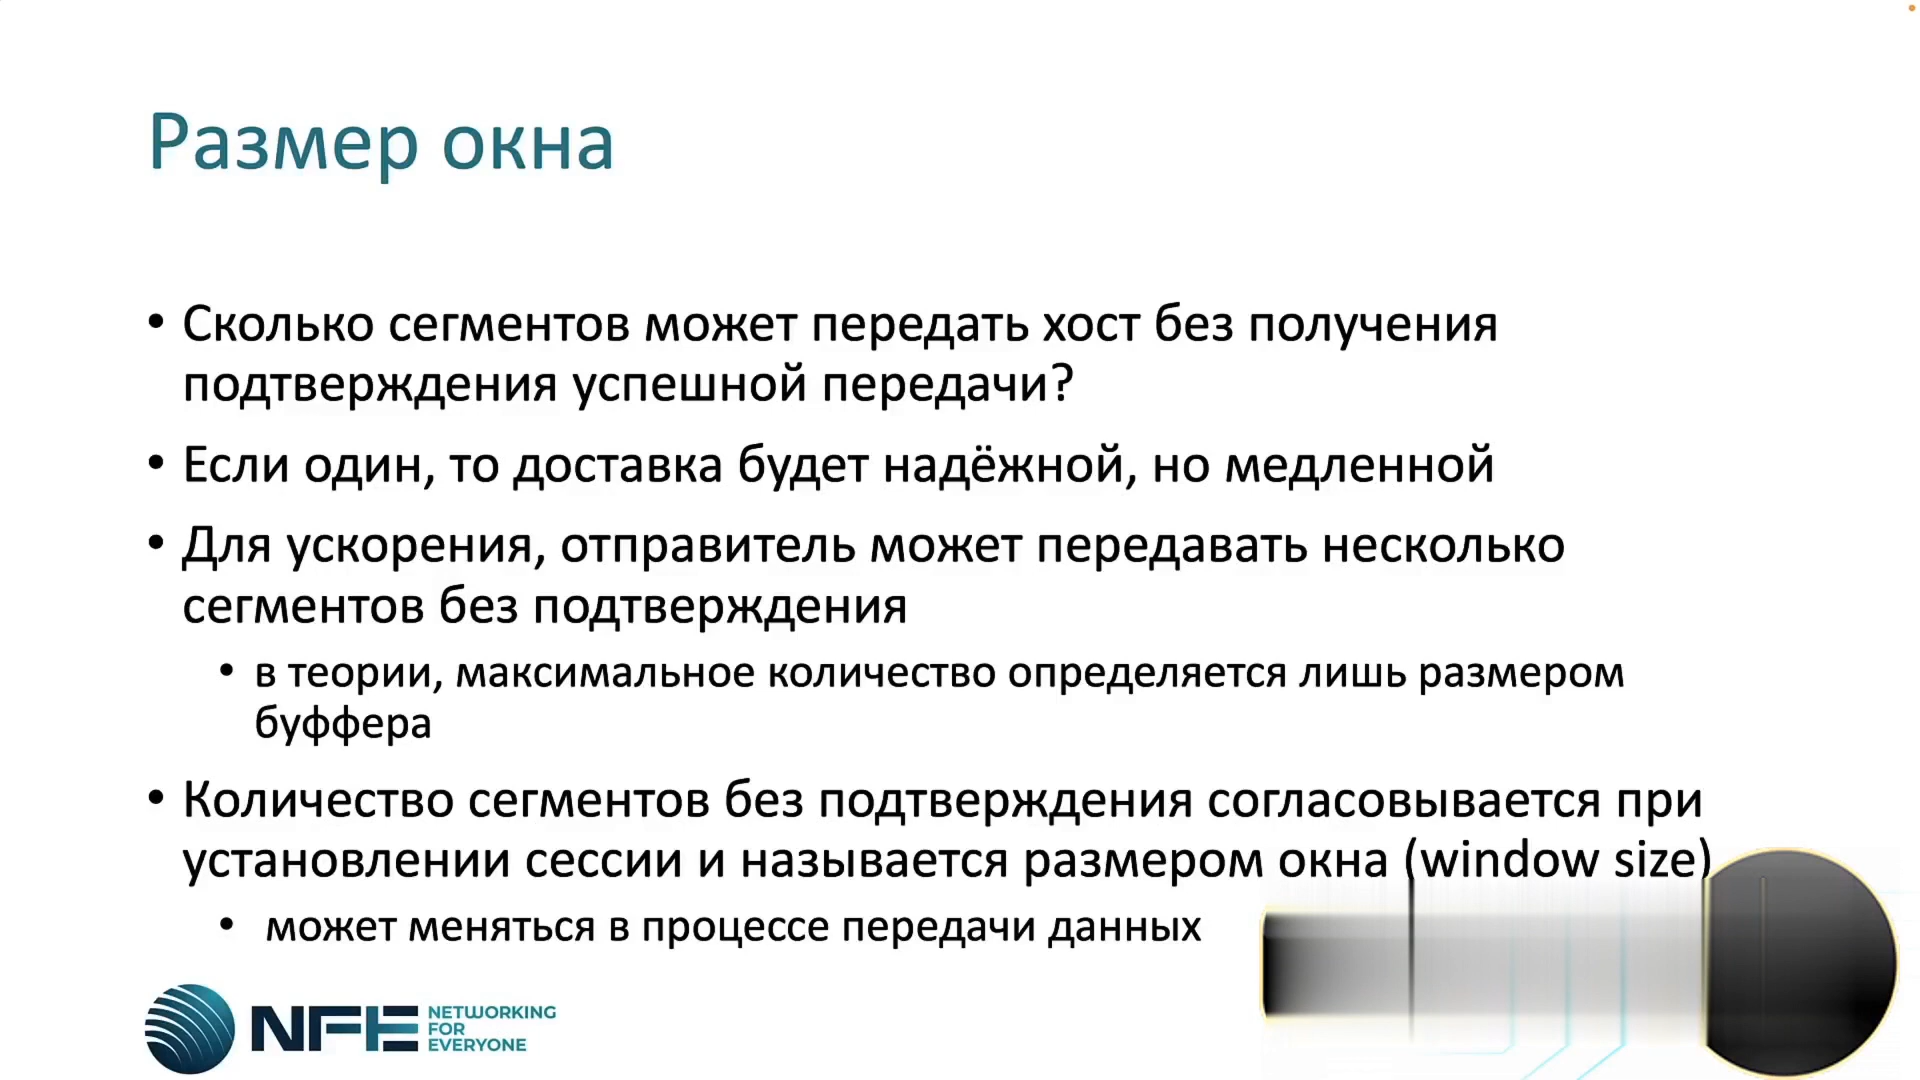 Размер окна
• Сколько сегментов может передать хост без получения
подтверждения успешной передачи?
• Если один, то доставка будет надёжной, но медленной
• Для ускорения, отправитель может передавать несколько
сегментов без подтверждения
• в теории, максимальное количество определяется лишь размером
буффера
• Количество сегментов без подтверждения согласовывается при
установлении сессии и называется размером окна (window size)
• может меняться в процессе передачи данных
NFE NETWORKING
FOR
EVERYONE